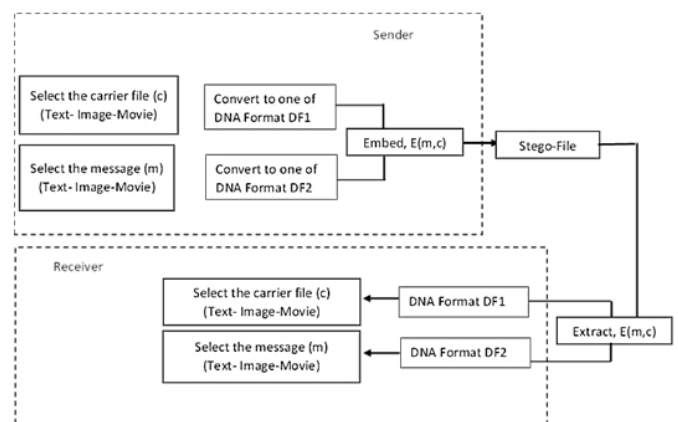 Sender
Select the carrier file (c)
(Text- Image-Movie)
Convert to one of
DNA Format DF1
Embed, E(m,c)
Stego-File
Select the message (m)
(Text- Image-Movie)
Convert to one of
DNA Format DF2
Receiver
Select the carrier file (c)
(Text- Image-Movie)
DNA Format DF1
Extract, E(m,c)
Select the message (m)
(Text- Image-Movie)
DNA Format DF2